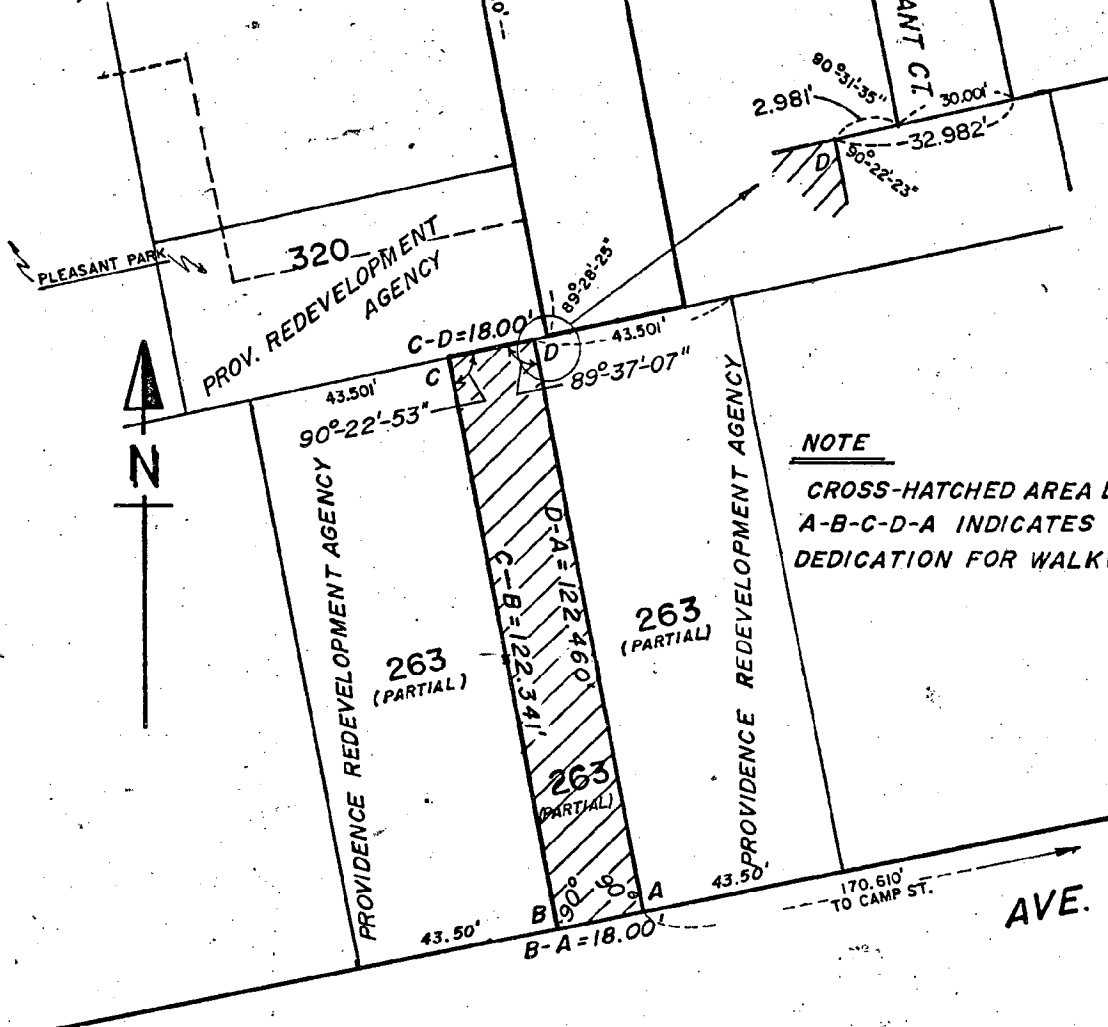 ANT CT.
80°31'-35"
2.981'
30.001'
32.982'
D
90°-22'-23"
PLEASANT PARK
320
PROV. REDEVELOPMENT
AGENCY
89°-28'-25"
C-D=18.00'
43.501'
C
D
43.501'
89°-37'-07"
90°-22'-53"
N
NOTE
CROSS-HATCHED AREA
A-B-C-D-A INDICATES
DEDICATION FOR
PROVIDENCE REDEVELOPMENT AGENCY
263
(PARTIAL)
C-B=122.341'
D-A=122.460'
263
(PARTIAL)
PROVIDENCE REDEVELOPMENT AGENCY
263
(PARTIAL)
90°
90°
B
A
43.50'
B-A=18.00'
43.50'
170.610'
TO CAMP ST.
AVE.